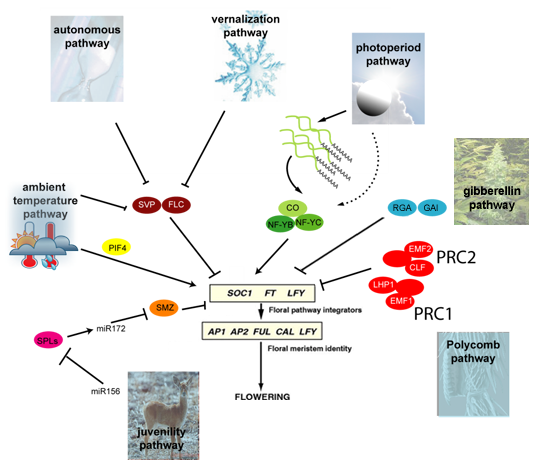 autonomous
pathway
vernalization
pathway
photoperiod
pathway
ambient
temperature
pathway
SVP FLC
CO
NF-YB NF-YC
RGA GAI
gibberellin
pathway
PIF4
EMF2
CLF
PRC2
LHP1
EMF1
PRC1
SOC1 FT LFY
Floral pathway integrators
SMZ
miR172
SPLs
AP1 AP2 FUL CAL LFY
Floral meristem identity
Polycomb
pathway
miR156
FLOWERING
juvenility
pathway